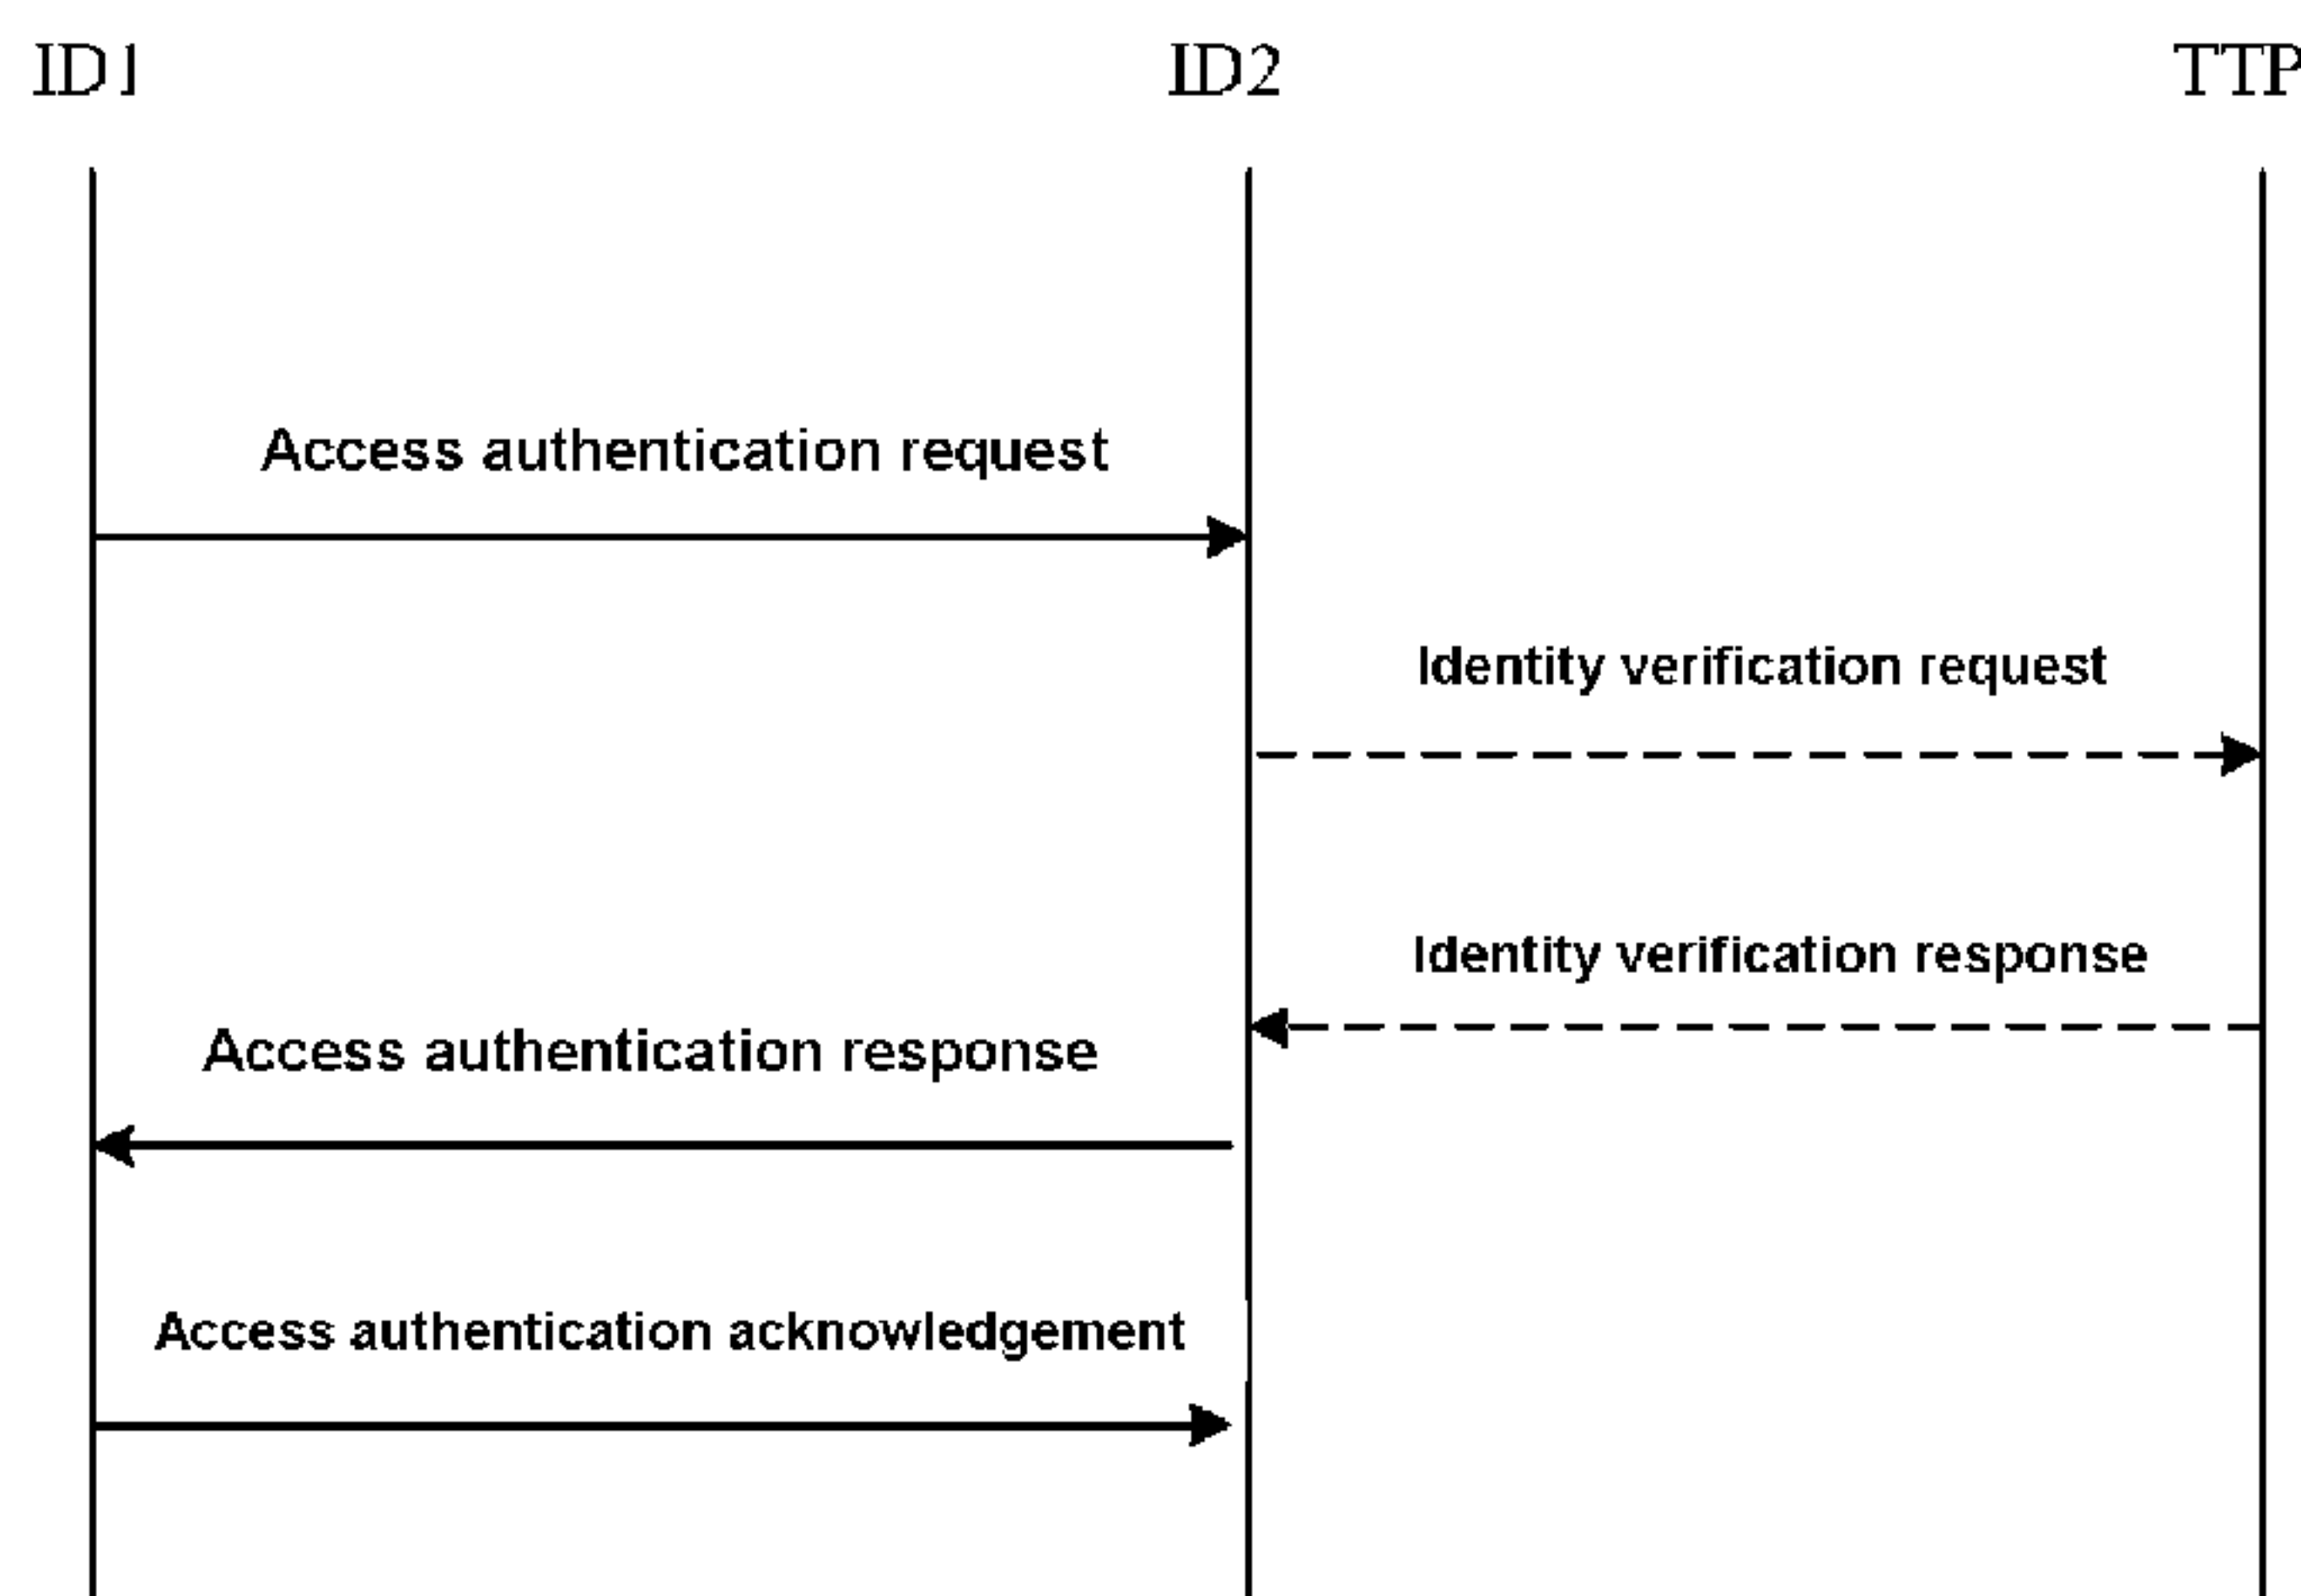 ID1 ID2 TTP
Access authentication request
Identity verification request
Identity verification response
Access authentication response
Access authentication acknowledgement